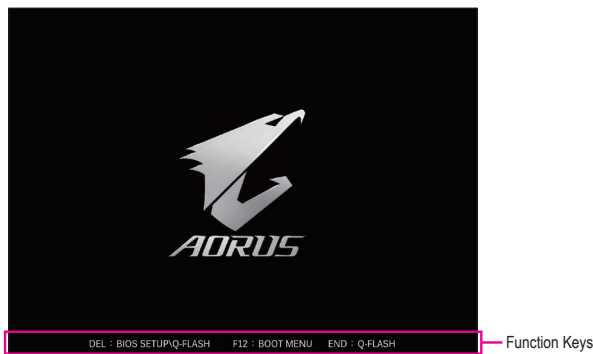 AORUS
DEL : BIOS SETUP\Q-FLASH F12 : BOOT MENU END : Q-FLASH
Function Keys